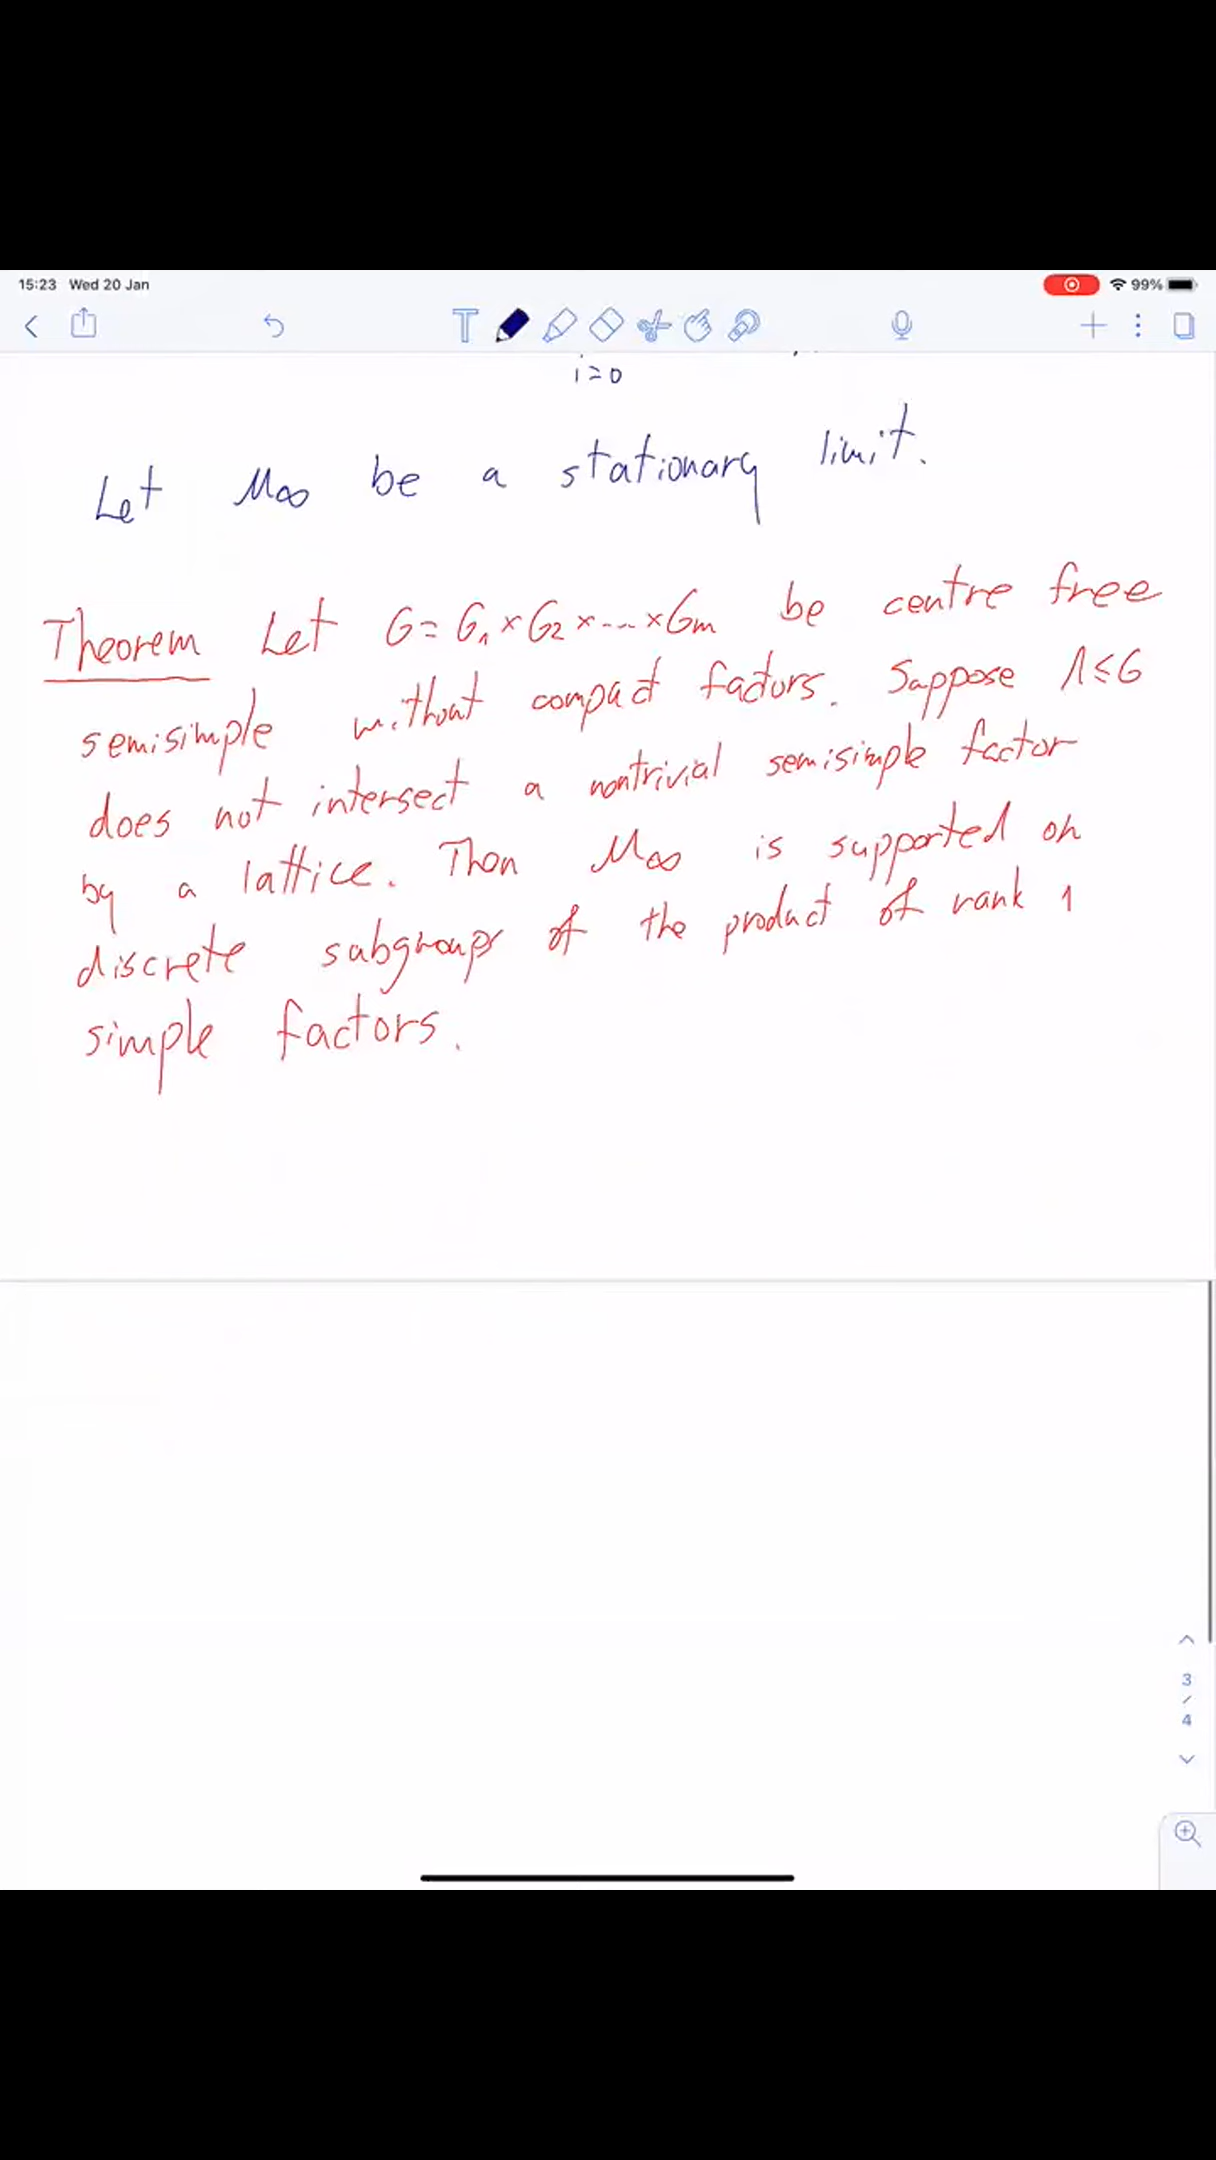 15:23 Wed 20 Jan
99%
T
i=0
Let μ∞ be a stationary limit.
Theorem Let G=G₁×G₂×...×Gm be centre free
semisimple without compact factors. Suppose Λ≤G
does not intersect a nontrivial semisimple factor
by a lattice. Then μ∞ is supported on
discrete subgroups of the product of rank 1
simple factors.
3
/
4